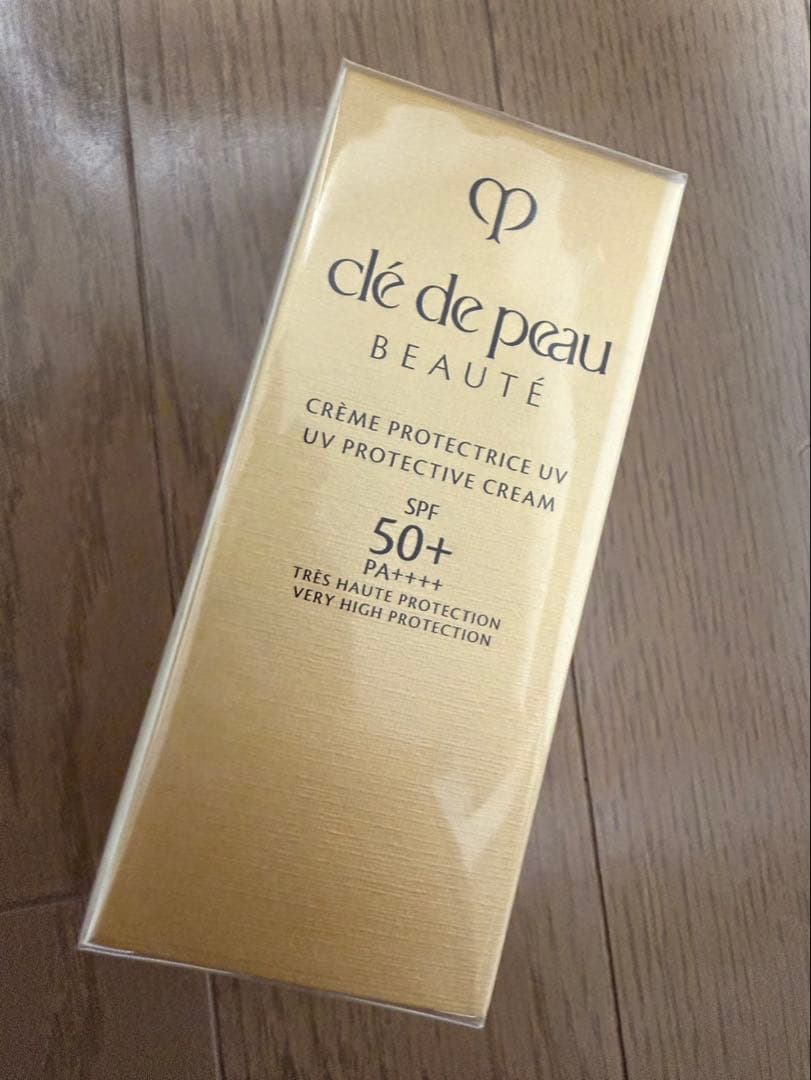 clé de peau
BEAUTÉ
CRÈME PROTECTRICE UV
UV PROTECTIVE CREAM
SPF
50+
PA++++
TRÈS HAUTE PROTECTION
VERY HIGH PROTECTION